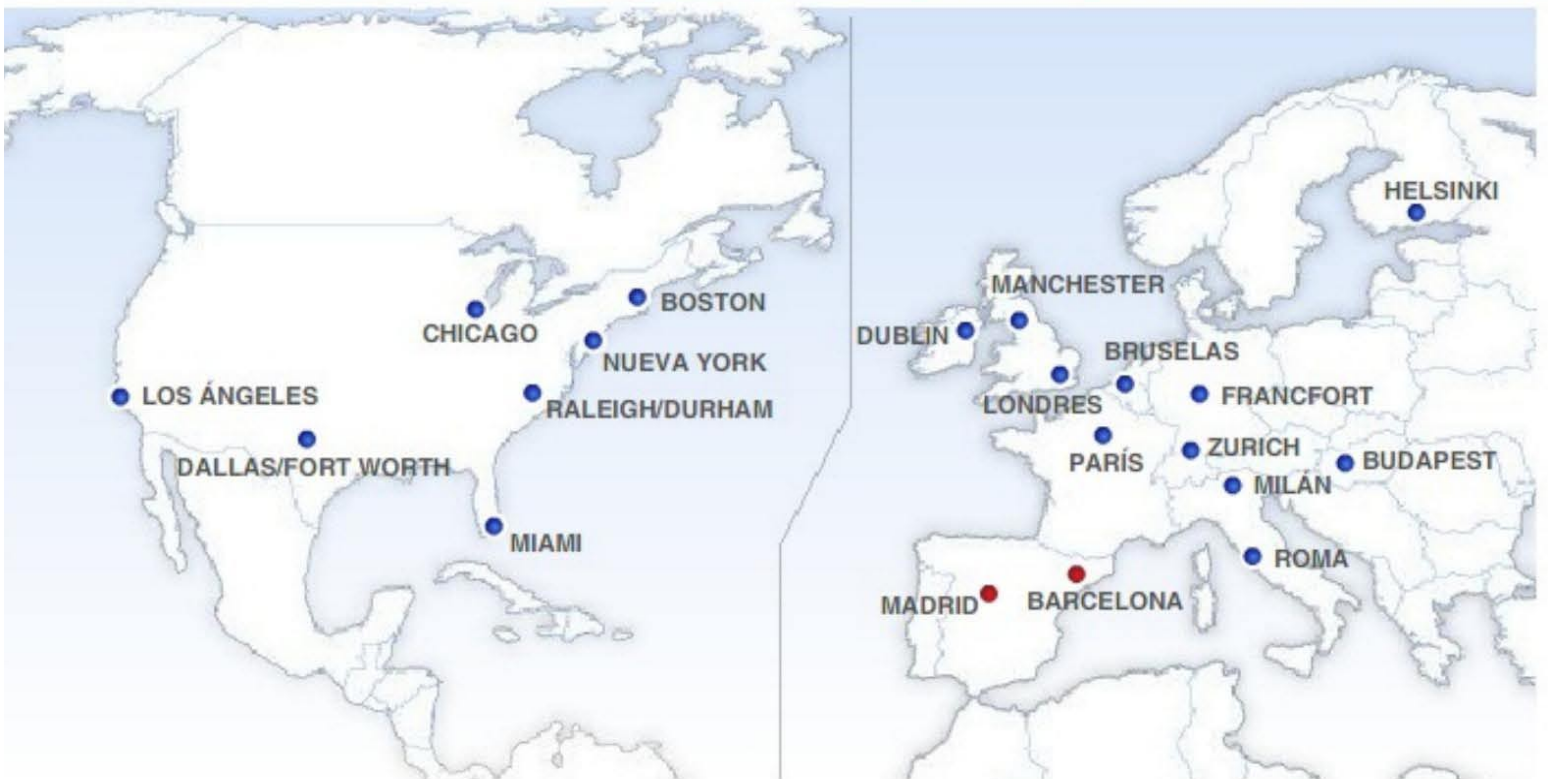 BOSTON
CHICAGO
NUEVA YORK
LOS ÁNGELES
RALEIGH/DURHAM
DALLAS/FORT WORTH
MIAMI
HELSINKI
MANCHESTER
DUBLIN
BRUSELAS
LONDRES
FRANCFORT
PARÍS
ZURICH
BUDAPEST
MILÁN
ROMA
MADRID
BARCELONA